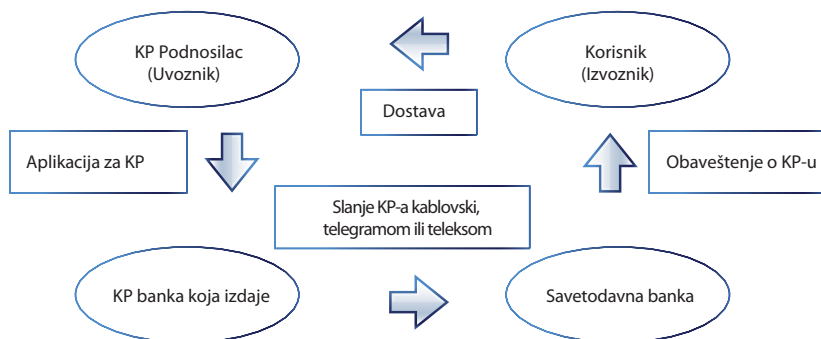 KP Podnosilac
(Uvoznik)
Korisnik
(Izvoznik)
Dostava
Aplikacija za KP
Obaveštenje o KP-u
Slanje KP-a kablovski,
telegramom ili teleksom
KP banka koja izdaje
Savetodavna banka